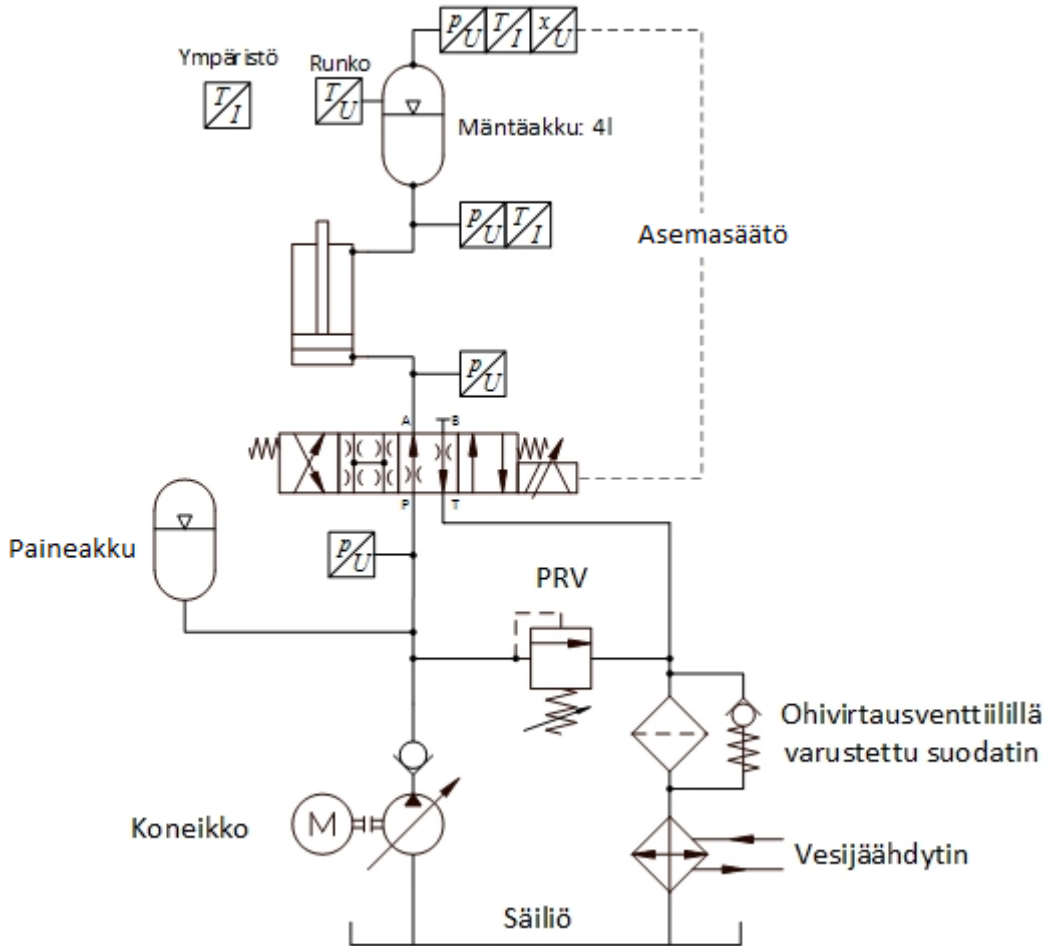 p/U T/I x/U
Ympäristö
T/I
Runko
T/U
Mäntäakku: 4l
p/U T/I
Asemasäätö
p/U
A B
P T
Paineakku
p/U
PRV
Ohivirtausventtiilillä
varustettu suodatin
Koneikko
M
Vesijäähdytin
Säiliö